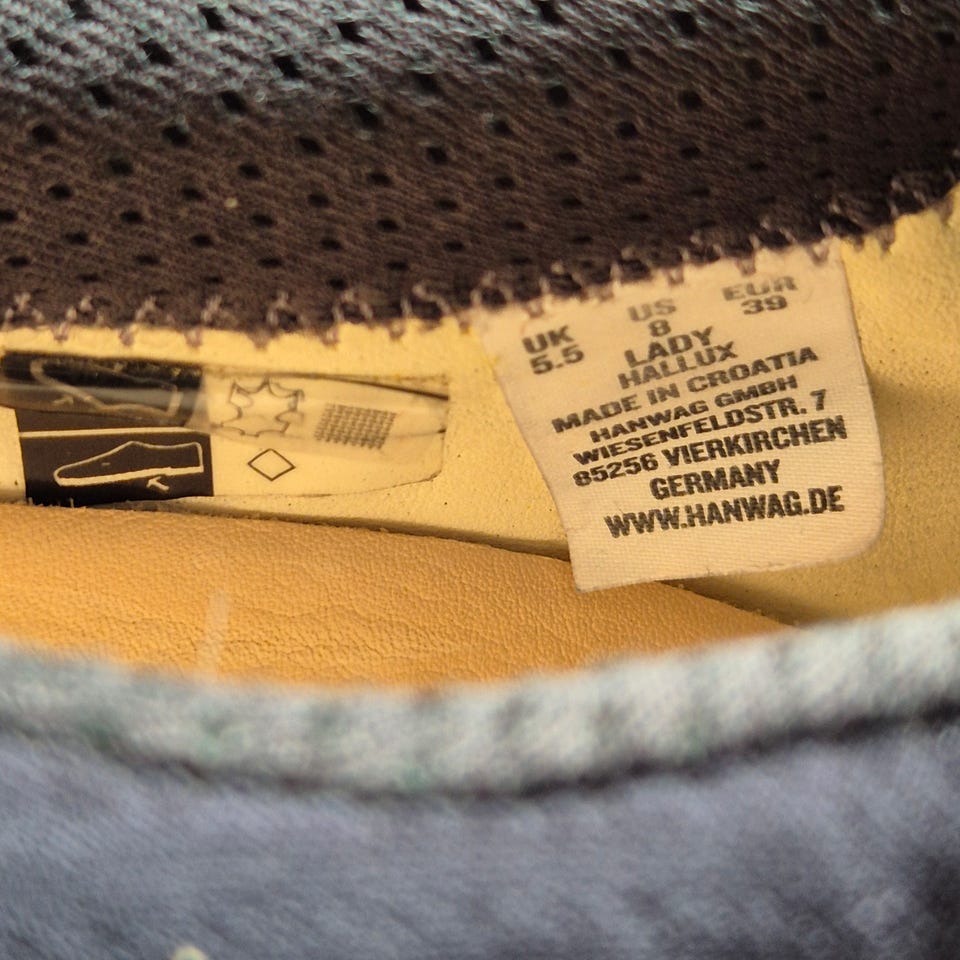 UK US EUR
5.5 8 39
LADY
HALLUX
MADE IN CROATIA
HANWAG GMBH
WIESENFELDSTR. 7
85256 VIERKIRCHEN
GERMANY
WWW.HANWAG.DE